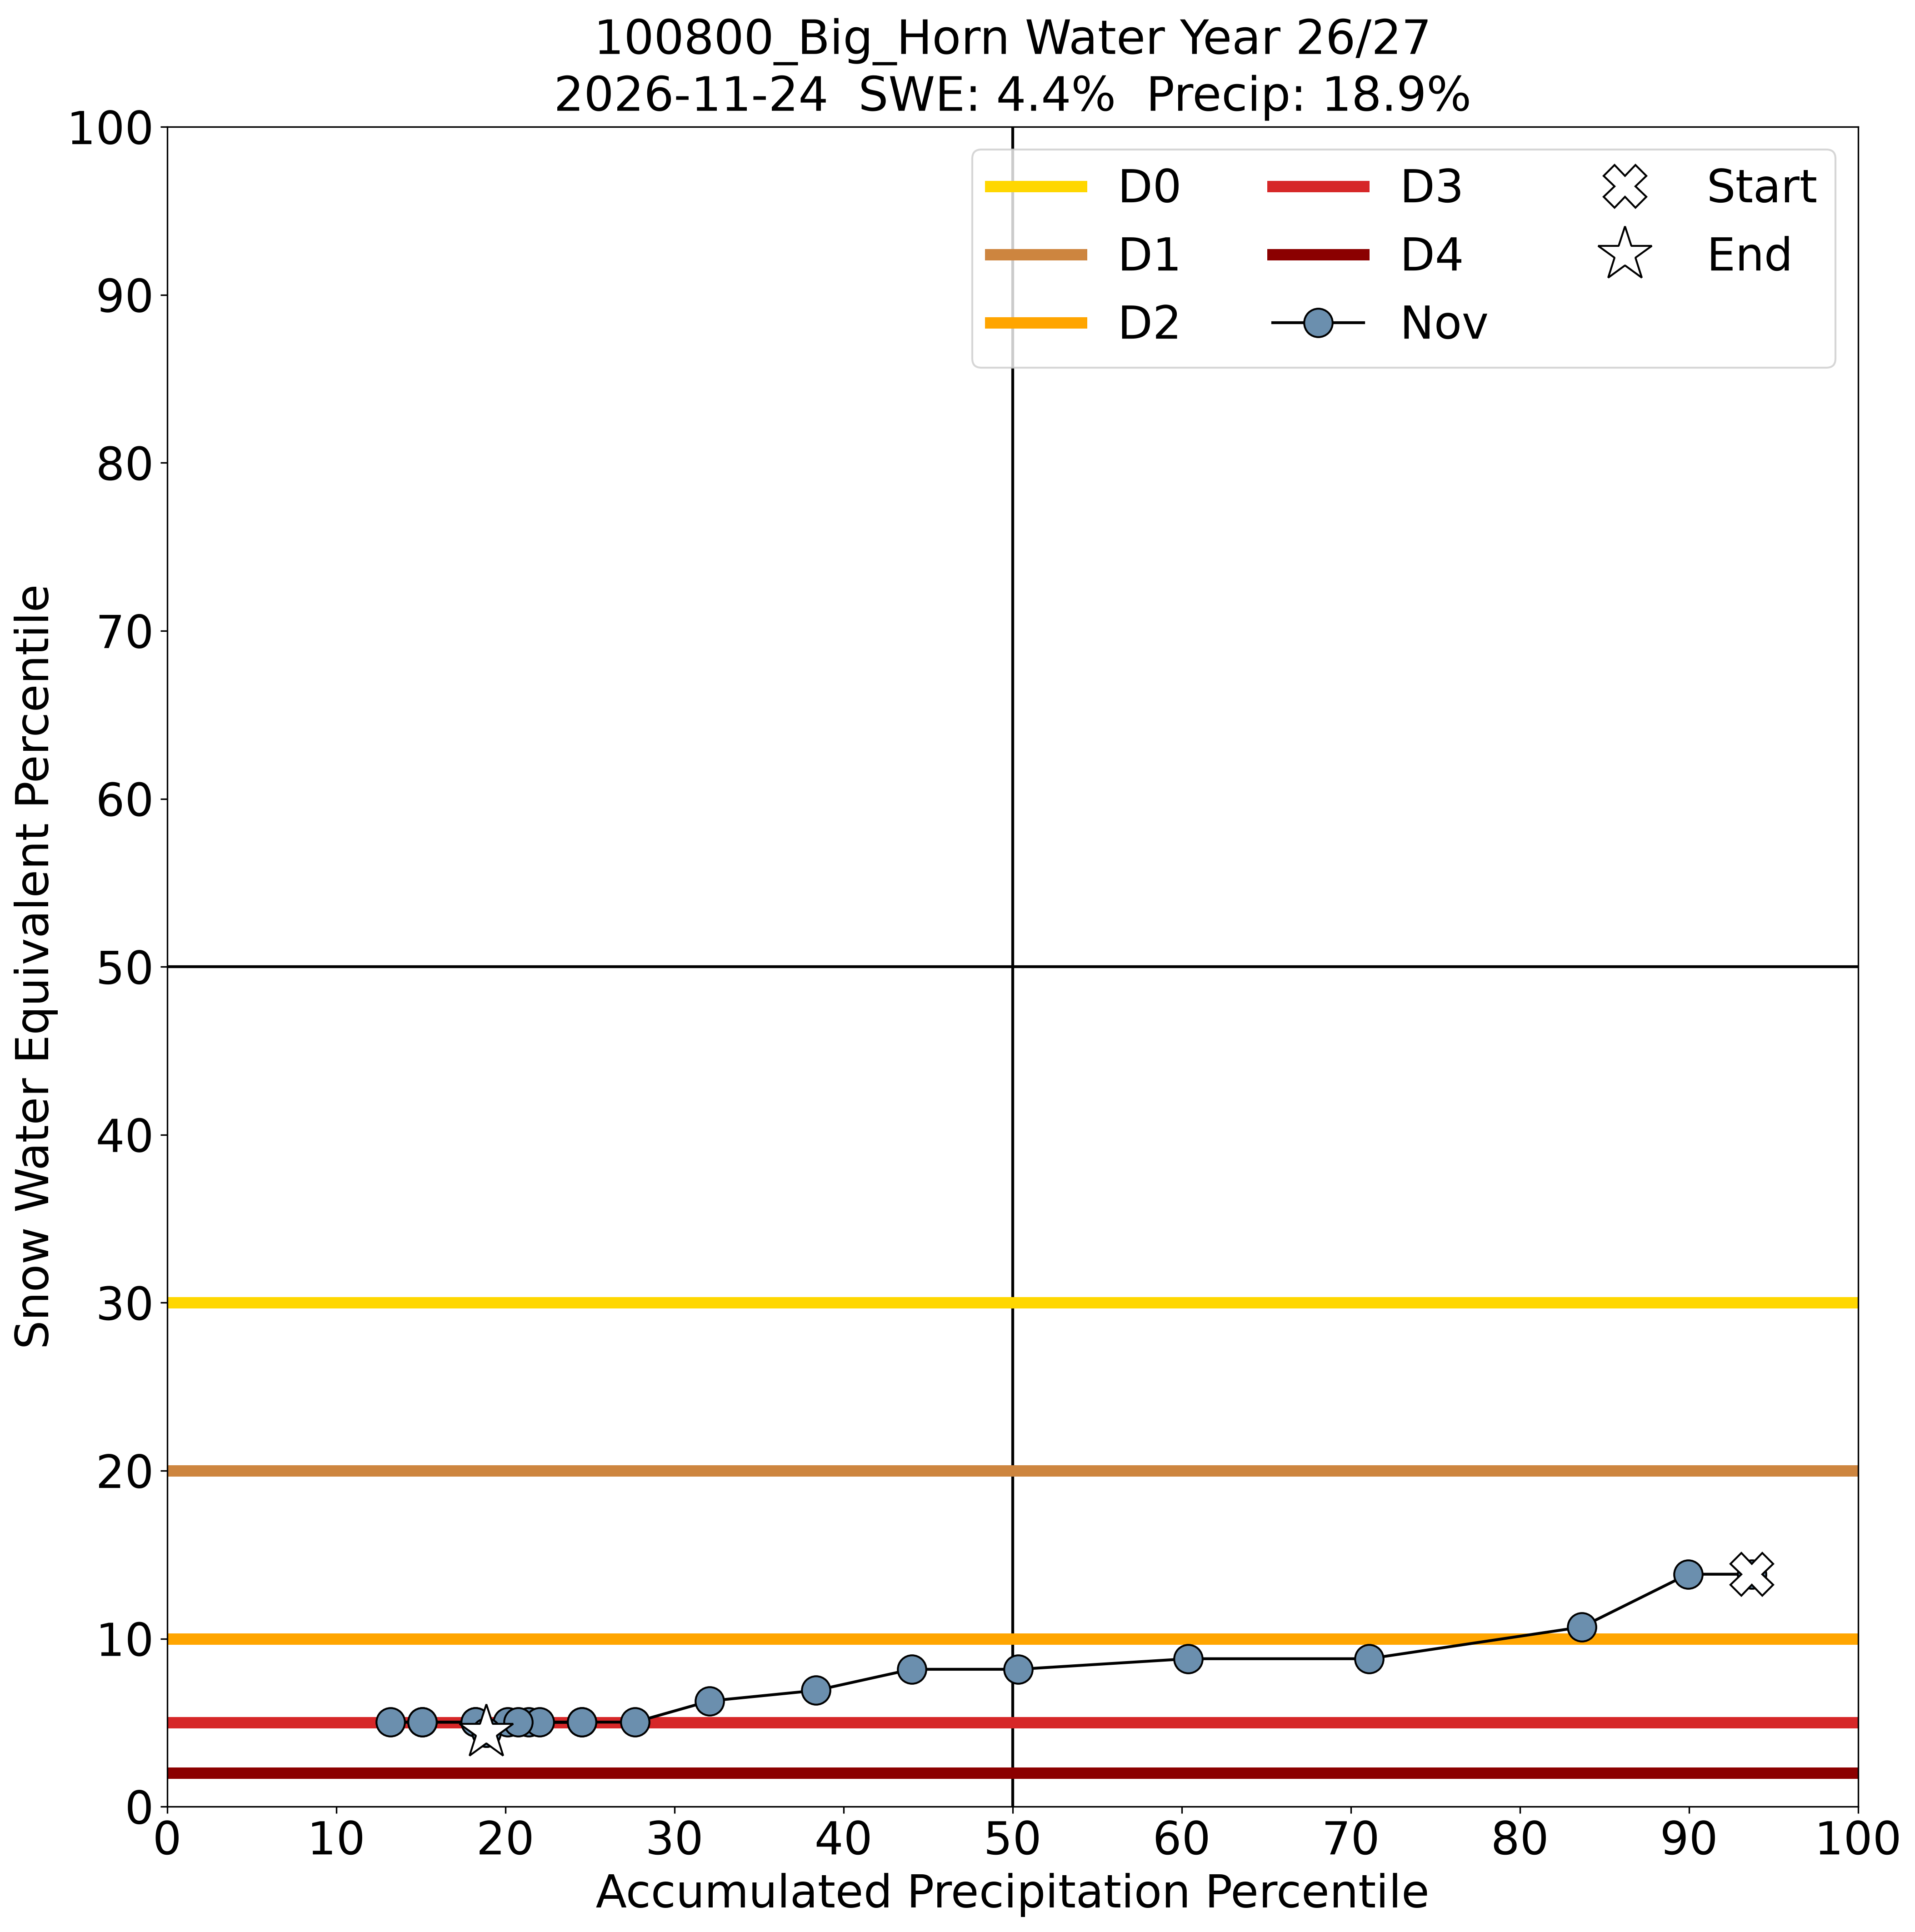 100800_Big_Horn Water Year 26/27
2026-11-24 SWE: 4.4% Precip: 18.9%
D0
D1
D2
D3
D4
Nov
Start
End
Snow Water Equivalent Percentile
100
90
80
70
60
50
40
30
20
10
0
0 10 20 30 40 50 60 70 80 90 100
Accumulated Precipitation Percentile